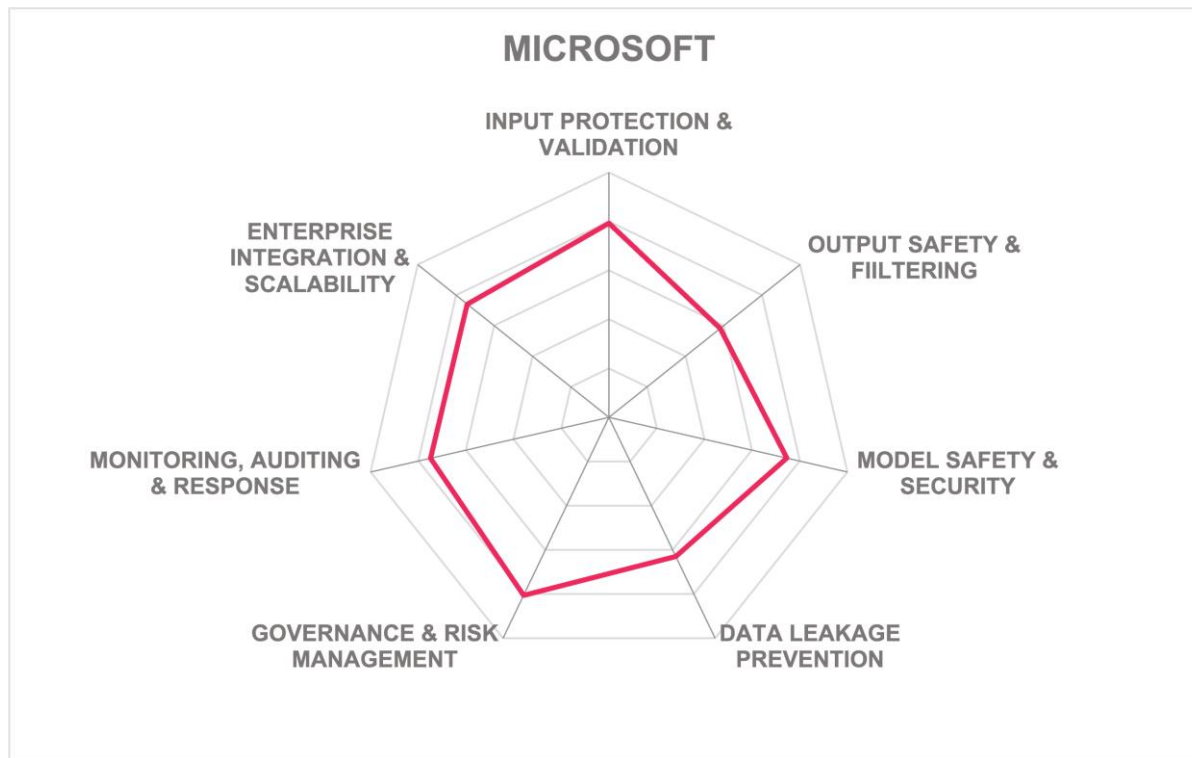 MICROSOFT
INPUT PROTECTION &
VALIDATION
OUTPUT SAFETY &
FIILTERING
MODEL SAFETY &
SECURITY
DATA LEAKAGE
PREVENTION
GOVERNANCE & RISK
MANAGEMENT
MONITORING, AUDITING
& RESPONSE
ENTERPRISE
INTEGRATION &
SCALABILITY